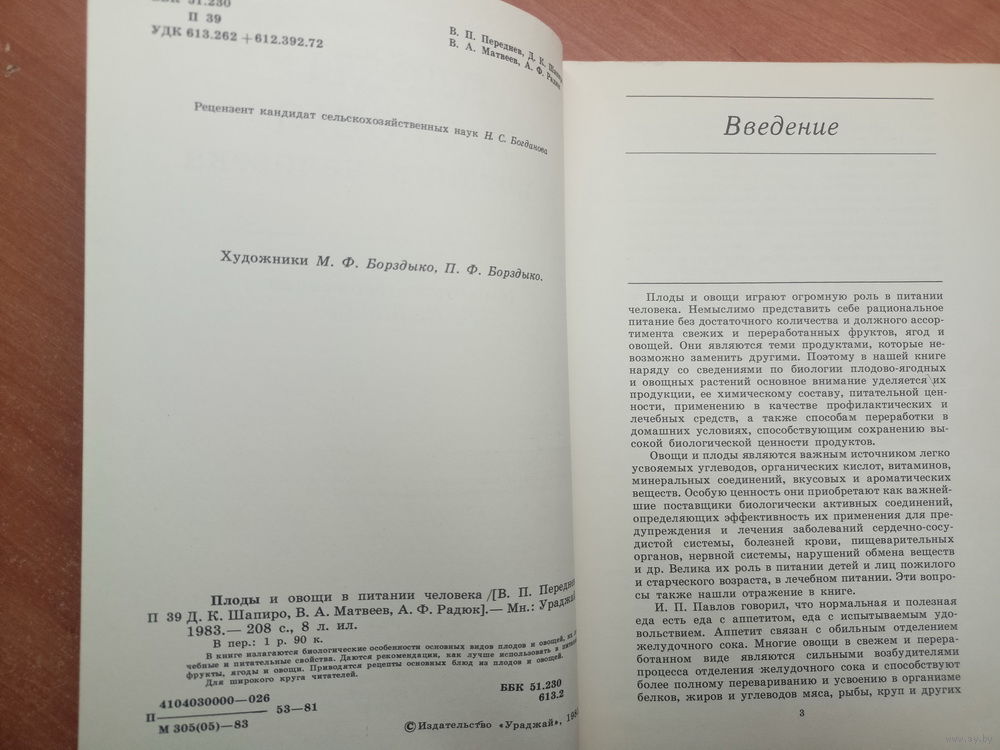 ББК 51.230
П 39
УДК 613.262+612.392.72
В. П. Переднев, Д. К. Шапиро
В. А. Матвеев, А. Ф. Радюк
Рецензент кандидат сельскохозяйственных наук Н. С. Богданова
Художники М. Ф. Борздыко, П. Ф. Борздыко.
Плоды и овощи в питании человека /[В. П. Переднев
П 39 Д. К. Шапиро, В. А. Матвеев, А. Ф. Радюк].— Мн.: Ураджай
1983.— 208 с., 8 л. ил.
В пер.: 1 р. 90 к.
В книге излагаются биологические особенности основных видов плодов и овощей, их
чебные и питательные свойства. Даются рекомендации, как лучше использовать в питании
фрукты, ягоды и овощи. Приводятся рецепты основных блюд из плодов и овощей.
Для широкого круга читателей.
4104030000—026
П 53—81
М 305(05)—83
ББК 51.230
613.2
© Издательство «Ураджай»,
Введение
Плоды и овощи играют огромную роль в питании
человека. Немыслимо представить себе рациональное
питание без достаточного количества и должного ассор-
тимента свежих и переработанных фруктов, ягод и
овощей. Они являются теми продуктами, которые не-
возможно заменить другими. Поэтому в нашей книге
наряду со сведениями по биологии плодово-ягодных
и овощных растений основное внимание уделяется их
продукции, ее химическому составу, питательной цен-
ности, применению в качестве профилактических и
лечебных средств, а также способам переработки в
домашних условиях, способствующим сохранению вы-
сокой биологической ценности продуктов.
Овощи и плоды являются важным источником легко
усвояемых углеводов, органических кислот, витаминов,
минеральных соединений, вкусовых и ароматических
веществ. Особую ценность они приобретают как важней-
шие поставщики биологически активных соединений,
определяющих эффективность их применения для пре-
дупреждения и лечения заболеваний сердечно-сосу-
дистой системы, болезней крови, пищеварительных
органов, нервной системы, нарушений обмена веществ
и др. Велика их роль в питании детей и лиц пожилого
и старческого возраста, в лечебном питании. Эти вопро-
сы также нашли отражение в книге.
И. П. Павлов говорил, что нормальная и полезная
еда есть еда с аппетитом, еда с испытываемым удо-
вольствием. Аппетит связан с обильным отделением
желудочного сока. Многие овощи в свежем и перера-
ботанном виде являются сильными возбудителями
процесса отделения желудочного сока и способствуют
более полному перевариванию и усвоению в организме
белков, жиров и углеводов мяса, рыбы, круп и других
3
www.ay.by